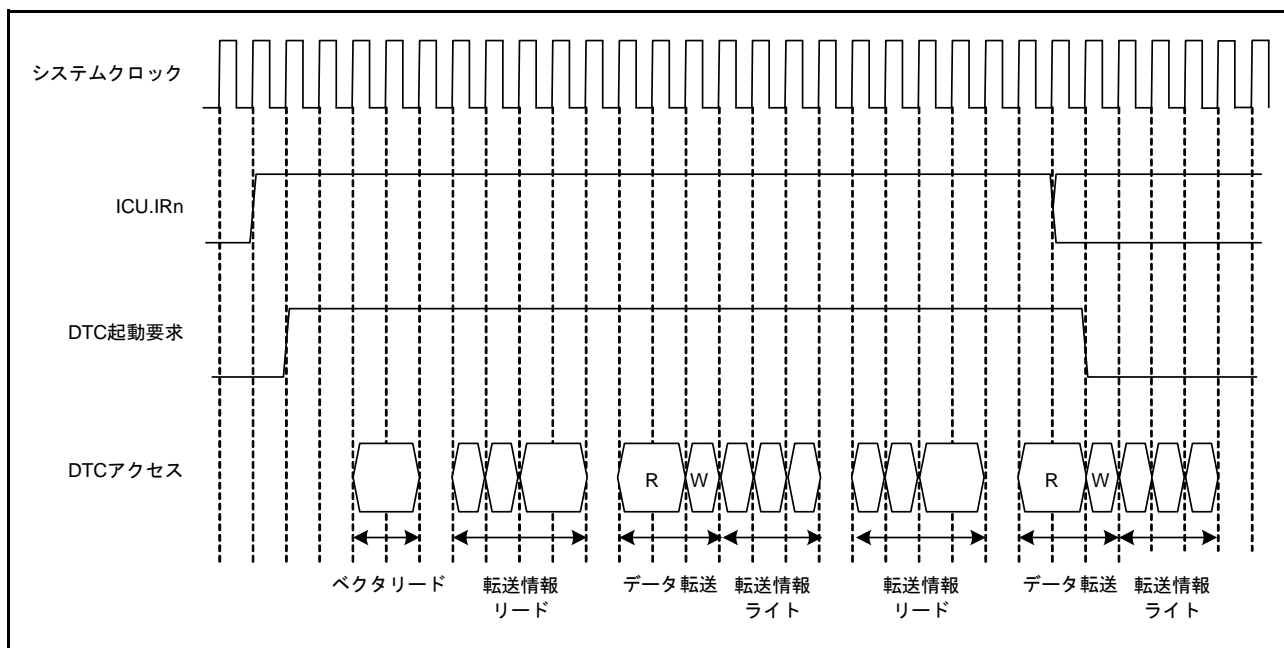 システムクロック
ICU.IRn
DTC起動要求
DTCアクセス
R
W
R
W
ベクタリード
転送情報
リード
データ転送
転送情報
ライト
転送情報
リード
データ転送
転送情報
ライト